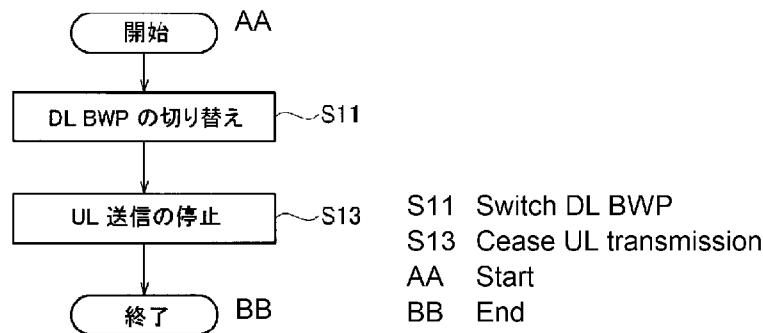 開始 AA
DL BWP の切り替え S11
UL 送信の停止 S13
終了 BB
S11 Switch DL BWP
S13 Cease UL transmission
AA Start
BB End